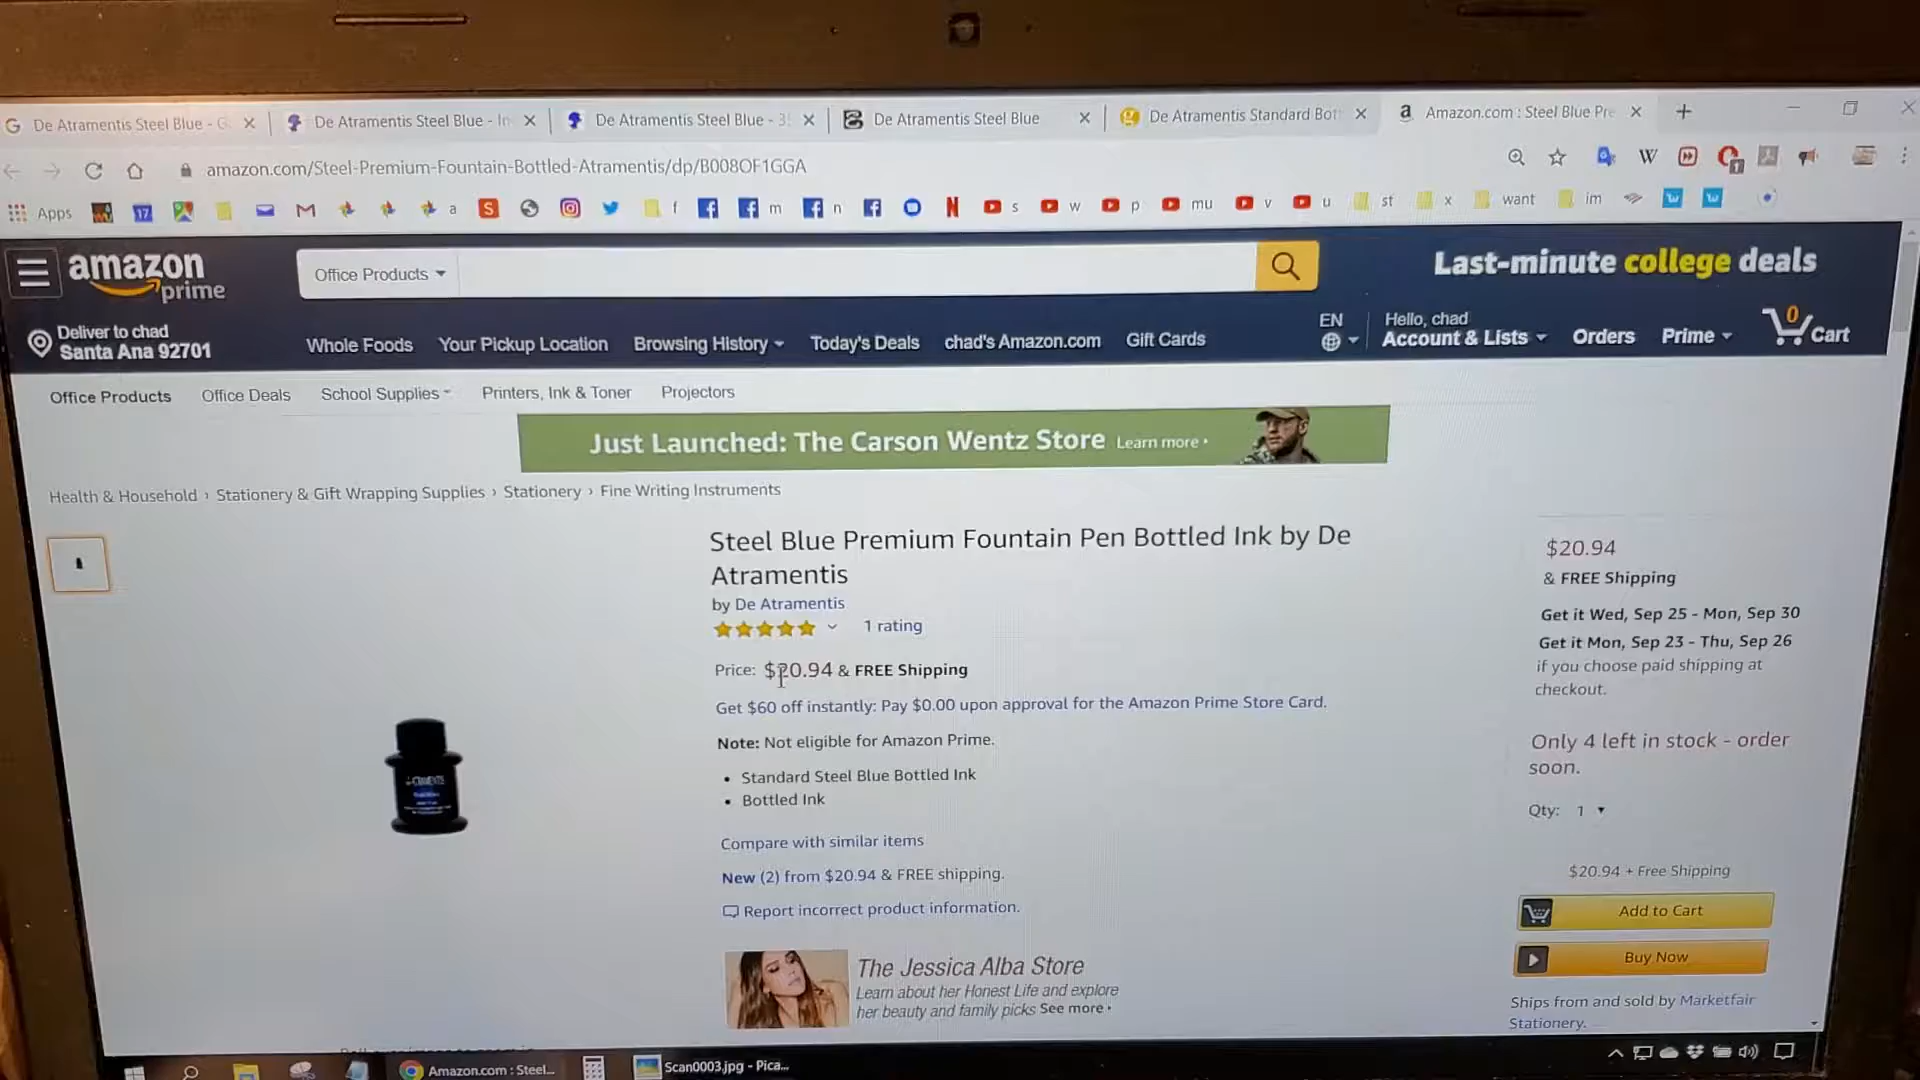 De Atramentis Steel Blue - G
De Atramentis Steel Blue - In
De Atramentis Steel Blue - 35
De Atramentis Steel Blue
De Atramentis Standard Bott
Amazon.com : Steel Blue Pre
amazon.com/Steel-Premium-Fountain-Bottled-Atramentis/dp/B008OF1GGA
Apps a f m n s w p mu v u st x want im
amazon prime
Office Products
Last-minute college deals
Deliver to chad
Santa Ana 92701
Whole Foods Your Pickup Location Browsing History Today's Deals chad's Amazon.com Gift Cards
EN
Hello, chad
Account & Lists Orders Prime 0 Cart
Office Products Office Deals School Supplies Printers, Ink & Toner Projectors
Just Launched: The Carson Wentz Store Learn more ›
Health & Household › Stationery & Gift Wrapping Supplies › Stationery › Fine Writing Instruments
Steel Blue Premium Fountain Pen Bottled Ink by De
Atramentis
by De Atramentis
1 rating
Price: $20.94 & FREE Shipping
Get $60 off instantly: Pay $0.00 upon approval for the Amazon Prime Store Card.
Note: Not eligible for Amazon Prime.
• Standard Steel Blue Bottled Ink
• Bottled Ink
Compare with similar items
New (2) from $20.94 & FREE shipping.
Report incorrect product information.
The Jessica Alba Store
Learn about her Honest Life and explore
her beauty and family picks See more ›
$20.94
& FREE Shipping
Get it Wed, Sep 25 - Mon, Sep 30
Get it Mon, Sep 23 - Thu, Sep 26
if you choose paid shipping at
checkout.
Only 4 left in stock - order
soon.
Qty: 1
$20.94 + Free Shipping
Add to Cart
Buy Now
Ships from and sold by Marketfair
Stationery.
Amazon.com : Steel...
Scan0003.jpg - Pica...